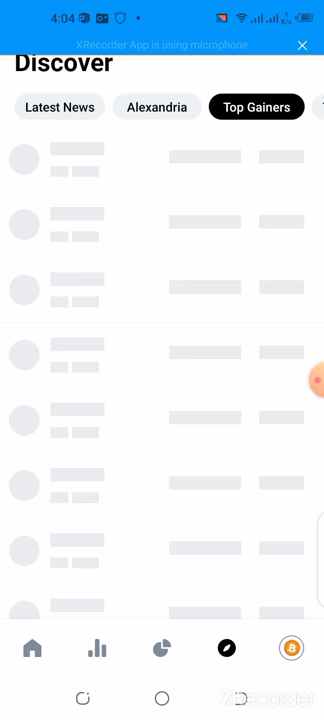 4:04
XRecorder App is using microphone
Discover
Latest News
Alexandria
Top Gainers
XRecorder